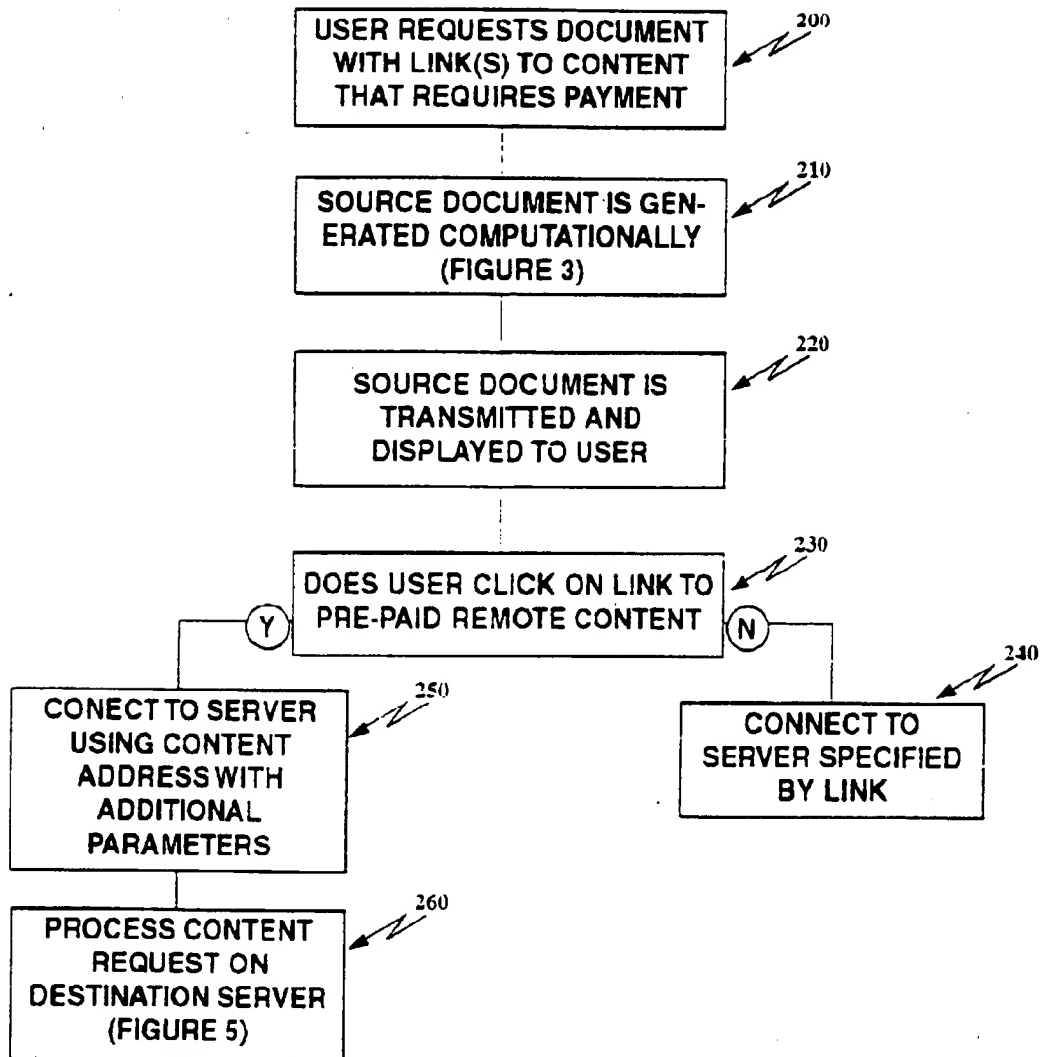 USER REQUESTS DOCUMENT
WITH LINK(S) TO CONTENT
THAT REQUIRES PAYMENT
200
SOURCE DOCUMENT IS GEN-
ERATED COMPUTATIONALLY
(FIGURE 3)
210
SOURCE DOCUMENT IS
TRANSMITTED AND
DISPLAYED TO USER
220
DOES USER CLICK ON LINK TO
PRE-PAID REMOTE CONTENT
230
Y
N
CONECT TO SERVER
USING CONTENT
ADDRESS WITH
ADDITIONAL
PARAMETERS
250
CONNECT TO
SERVER SPECIFIED
BY LINK
240
PROCESS CONTENT
REQUEST ON
DESTINATION SERVER
(FIGURE 5)
260